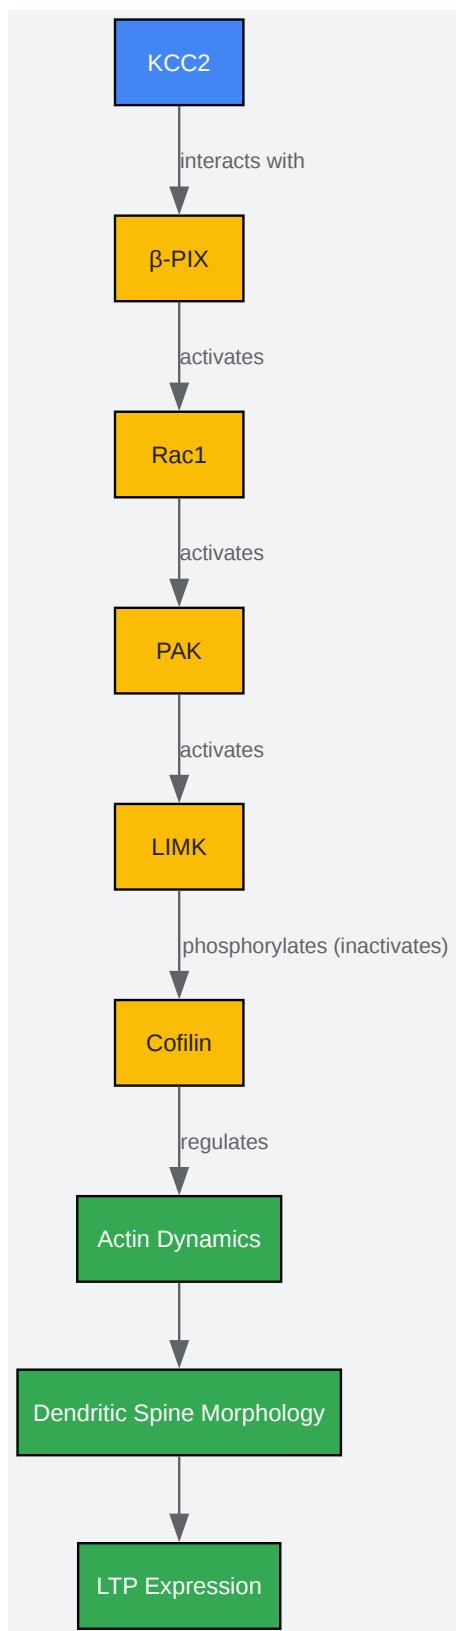 KCC2
interacts with
β-PIX
activates
Rac1
activates
PAK
activates
LIMK
phosphorylates (inactivates)
Cofilin
regulates
Actin Dynamics
Dendritic Spine Morphology
LTP Expression